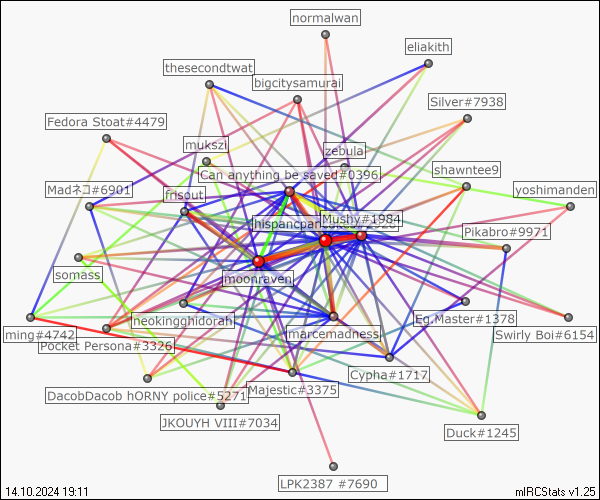 normalwan
eliakith
thesecondtwat
bigcitysamurai
Silver#7938
Fedora Stoat#4479
mukszi
zebula
Can anything be saved#0396
shawntee9
Madネコ#6901
frisout
yoshimanden
Musby#1984
hispancpan
Pikabro#9971
somass
moonraven
neokingghidorah
Eg.Master#1378
ming#4742
marcemadness
Swirly Boi#6154
Pocket Persona#3326
Cypha#1717
DacobDacob hORNY police#5271
Majestic#3375
JKOUYH VIII#7034
Duck#1245
LPK2387 #7690
14.10.2024 19:11
mIRCStats v1.25